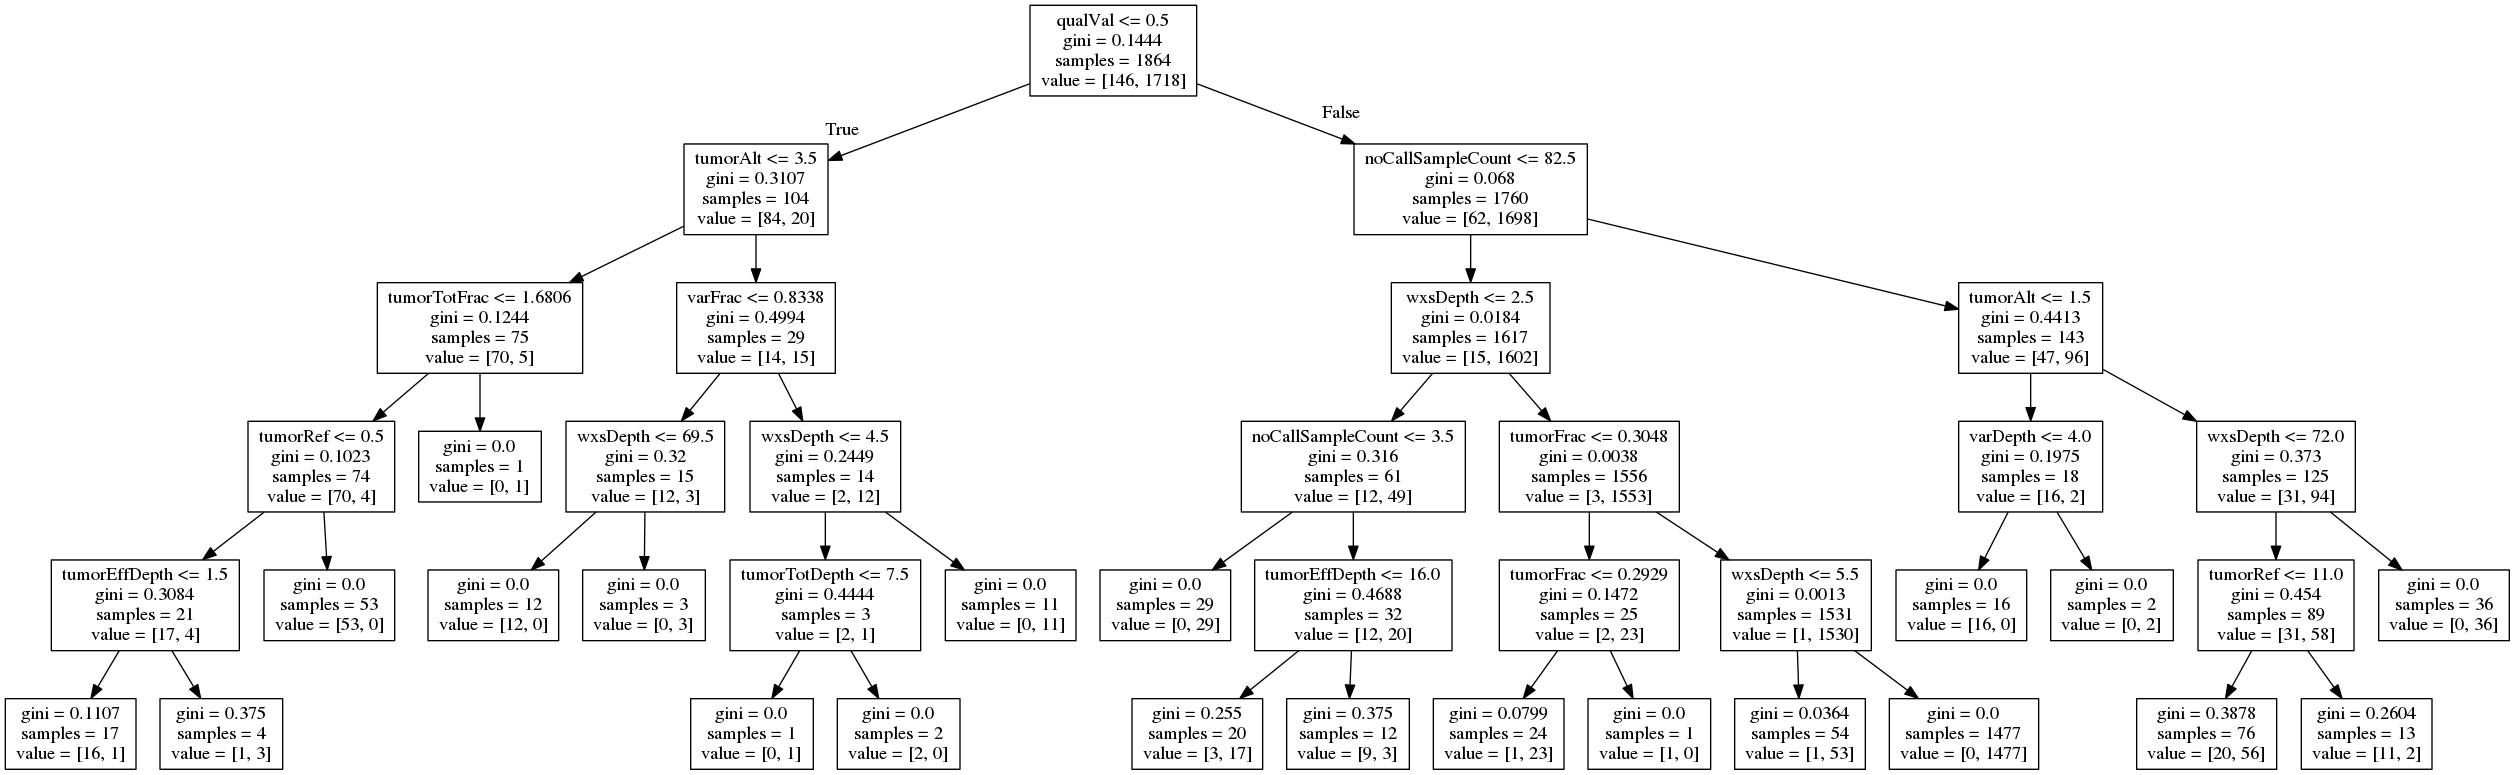 qualVal <= 0.5
gini = 0.1444
samples = 1864
value = [146, 1718]
True
False
tumorAlt <= 3.5
gini = 0.3107
samples = 104
value = [84, 20]
noCallSampleCount <= 82.5
gini = 0.068
samples = 1760
value = [62, 1698]
tumorTotFrac <= 1.6806
gini = 0.1244
samples = 75
value = [70, 5]
varFrac <= 0.8338
gini = 0.4994
samples = 29
value = [14, 15]
wxsDepth <= 2.5
gini = 0.0184
samples = 1617
value = [15, 1602]
tumorAlt <= 1.5
gini = 0.4413
samples = 143
value = [47, 96]
tumorRef <= 0.5
gini = 0.1023
samples = 74
value = [70, 4]
gini = 0.0
samples = 1
value = [0, 1]
wxsDepth <= 69.5
gini = 0.32
samples = 15
value = [12, 3]
wxsDepth <= 4.5
gini = 0.2449
samples = 14
value = [2, 12]
noCallSampleCount <= 3.5
gini = 0.316
samples = 61
value = [12, 49]
tumorFrac <= 0.3048
gini = 0.0038
samples = 1556
value = [3, 1553]
varDepth <= 4.0
gini = 0.1975
samples = 18
value = [16, 2]
wxsDepth <= 72.0
gini = 0.373
samples = 125
value = [31, 94]
tumorEffDepth <= 1.5
gini = 0.3084
samples = 21
value = [17, 4]
gini = 0.0
samples = 53
value = [53, 0]
gini = 0.0
samples = 12
value = [12, 0]
gini = 0.0
samples = 3
value = [0, 3]
tumorTotDepth <= 7.5
gini = 0.4444
samples = 3
value = [2, 1]
gini = 0.0
samples = 11
value = [0, 11]
gini = 0.0
samples = 29
value = [0, 29]
tumorEffDepth <= 16.0
gini = 0.4688
samples = 32
value = [12, 20]
tumorFrac <= 0.2929
gini = 0.1472
samples = 25
value = [2, 23]
wxsDepth <= 5.5
gini = 0.0013
samples = 1531
value = [1, 1530]
gini = 0.0
samples = 16
value = [16, 0]
gini = 0.0
samples = 2
value = [0, 2]
tumorRef <= 11.0
gini = 0.454
samples = 89
value = [31, 58]
gini = 0.0
samples = 36
value = [0, 36]
gini = 0.1107
samples = 17
value = [16, 1]
gini = 0.375
samples = 4
value = [1, 3]
gini = 0.0
samples = 1
value = [0, 1]
gini = 0.0
samples = 2
value = [2, 0]
gini = 0.255
samples = 20
value = [3, 17]
gini = 0.375
samples = 12
value = [9, 3]
gini = 0.0799
samples = 24
value = [1, 23]
gini = 0.0
samples = 1
value = [1, 0]
gini = 0.0364
samples = 54
value = [1, 53]
gini = 0.0
samples = 1477
value = [0, 1477]
gini = 0.3878
samples = 76
value = [20, 56]
gini = 0.2604
samples = 13
value = [11, 2]